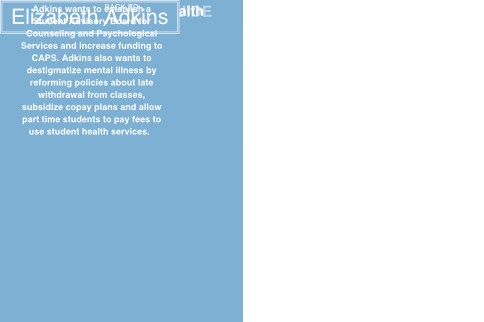 Elizabeth Adkins
alth
Adkins wants to establish a
Student Advisory Board for
Counseling and Psychological
Services and increase funding to
CAPS. Adkins also wants to
destigmatize mental illness by
reforming policies about late
withdrawal from classes,
subsidize copay plans and allow
part time students to pay fees to
use student health services.